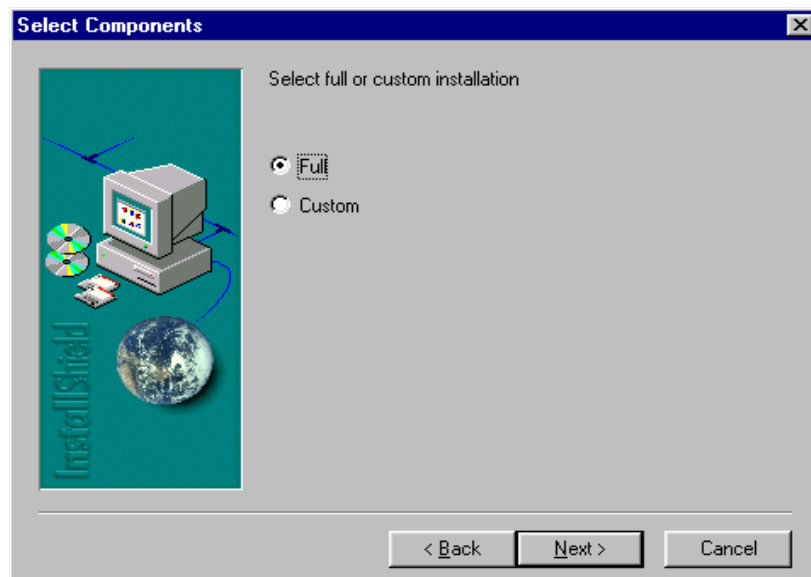 Select Components
Select full or custom installation
Full
Custom
InstallShield
< Back
Next >
Cancel